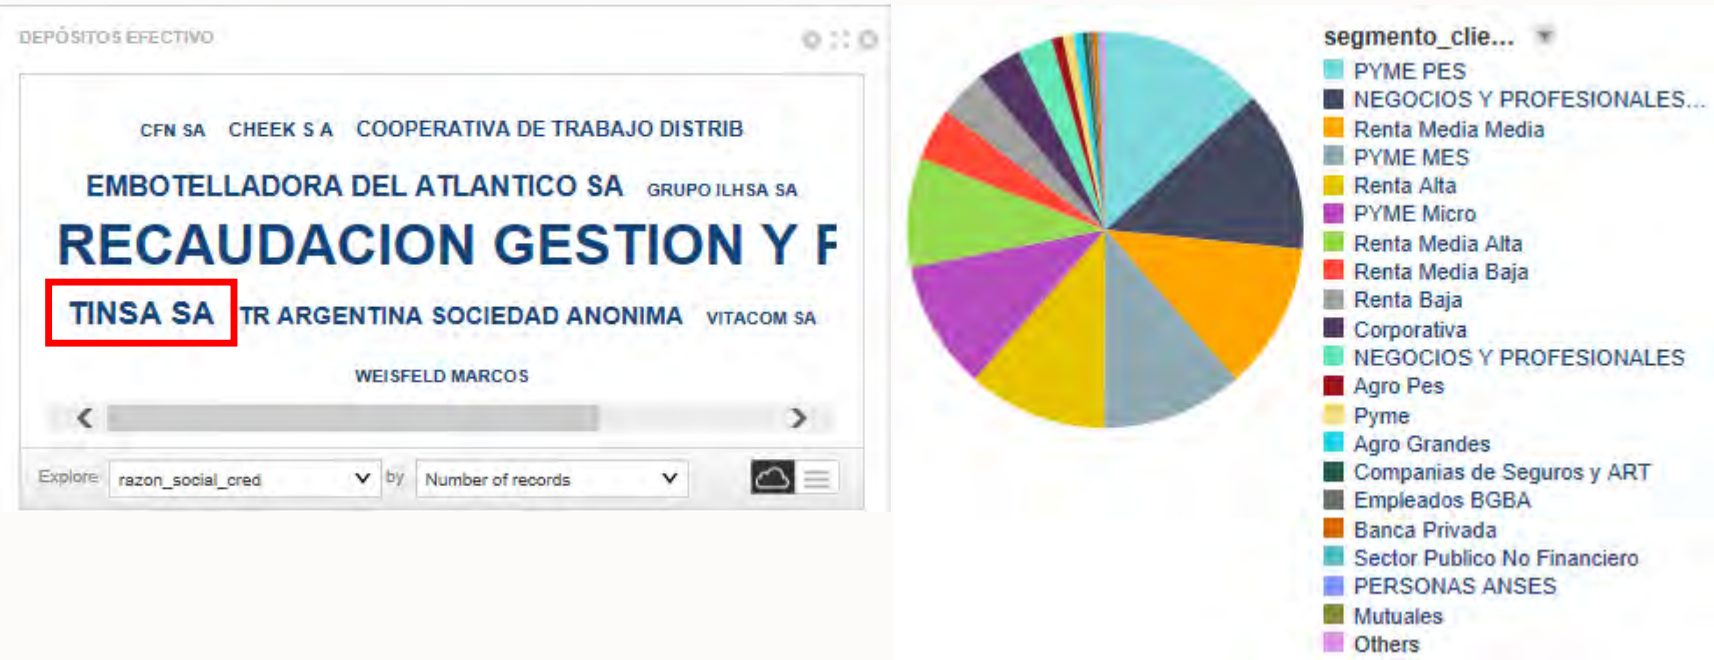 DEPÓSITOS EFECTIVO
CFN SA CHEEK S A COOPERATIVA DE TRABAJO DISTRIB
EMBOTELLADORA DEL ATLANTICO SA GRUPO ILHSA SA
RECAUDACION GESTION Y P
TINSA SA TR ARGENTINA SOCIEDAD ANONIMA VITACOM SA
WEISFELD MARCOS
Explore razon_social_cred by Number of records
segmento_clie...
PYME PES
NEGOCIOS Y PROFESIONALES...
Renta Media Media
PYME MES
Renta Alta
PYME Micro
Renta Media Alta
Renta Media Baja
Renta Baja
Corporativa
NEGOCIOS Y PROFESIONALES
Agro Pes
Pyme
Agro Grandes
Companias de Seguros y ART
Empleados BGBA
Banca Privada
Sector Publico No Financiero
PERSONAS ANSES
Mutuales
Others